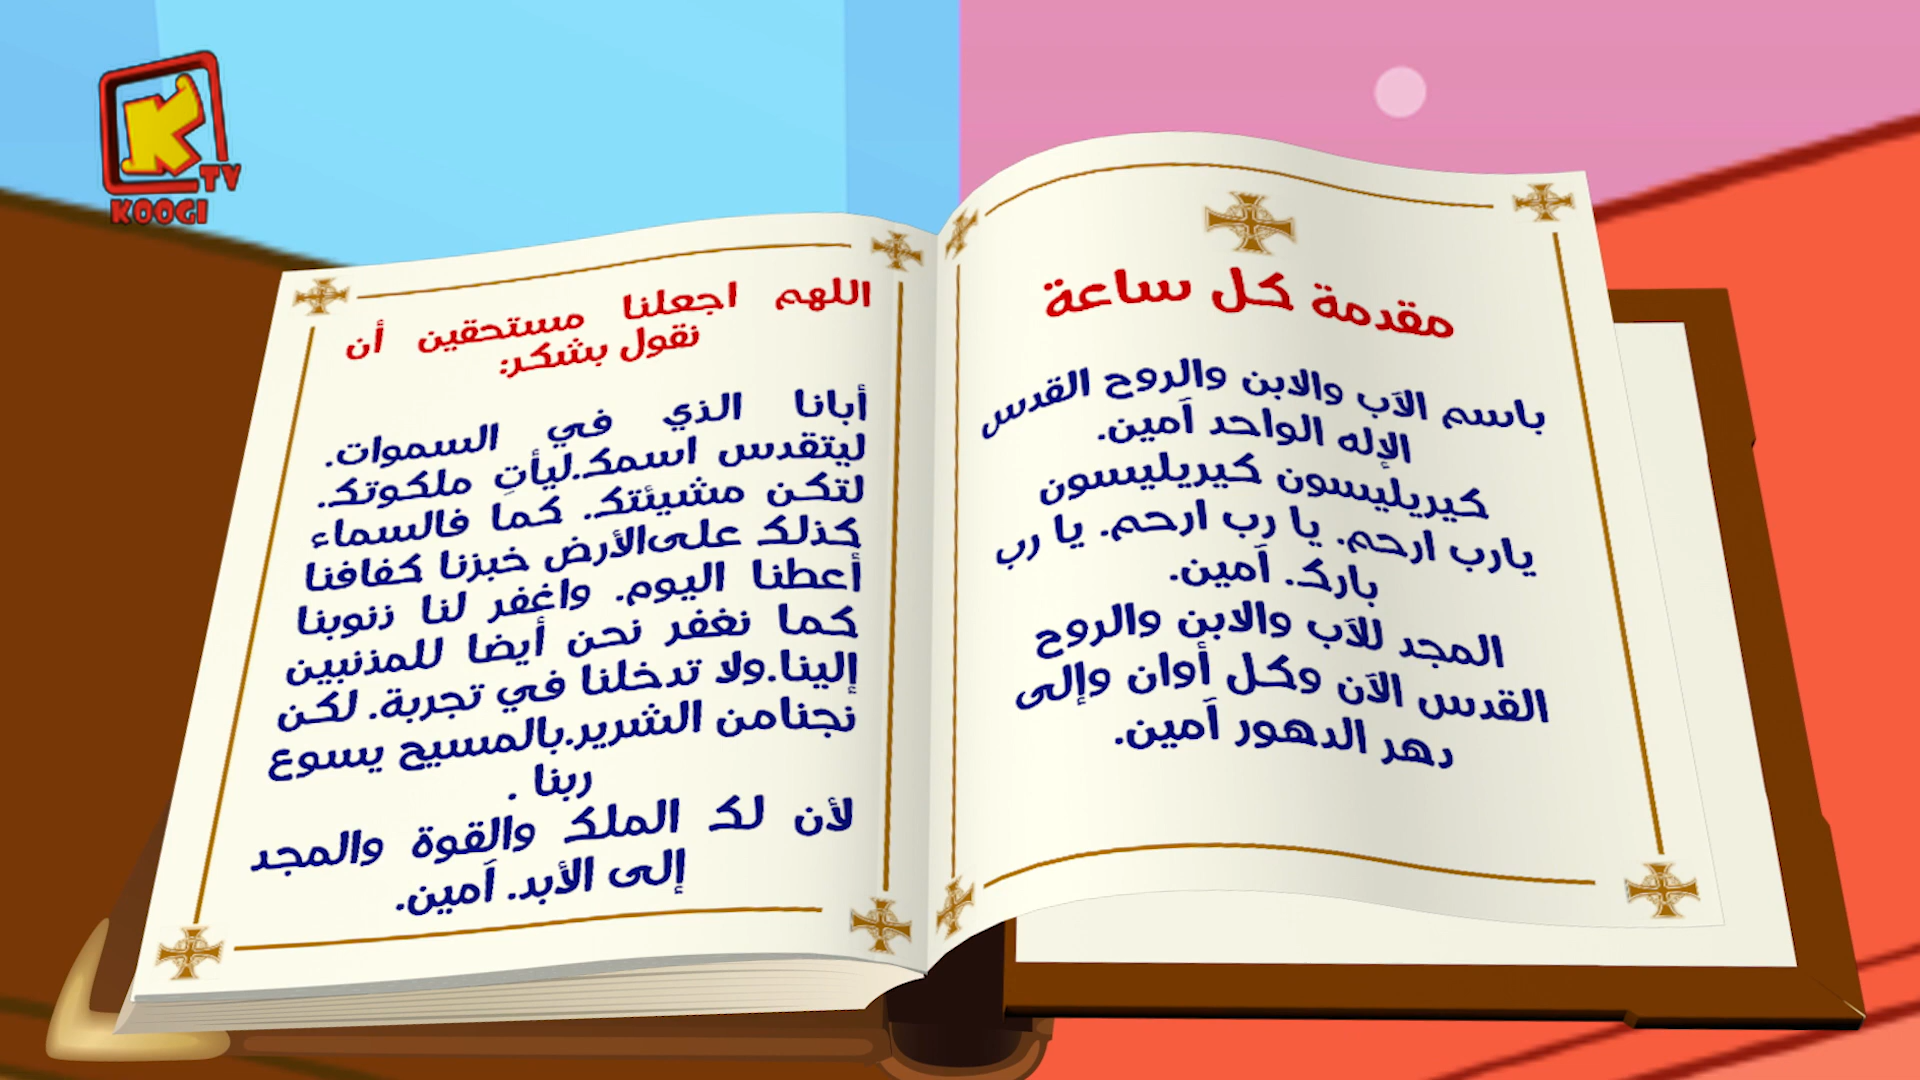 K
TV
KOOGI
مقدمة كل ساعة
باسم الآب والابن والروح القدس
الإله الواحد آمين.
كيريليسون كيريليسون
يارب ارحم. يا رب ارحم. يا رب
بارك. آمين.
المجد للآب والابن والروح
القدس الآن وكل أوان وإلى
دهر الدهور آمين.
اللهم اجعلنا مستحقين أن
نقول بشكر:
أبانا الذي في السموات.
ليتقدس اسمك.ليأتِ ملكوتك.
لتكن مشيئتك. كما فالسماء
كذلك علىالأرض خبزنا كفافنا
أعطنا اليوم. واغفر لنا ذنوبنا
كما نغفر نحن أيضا للمذنبين
إلينا.ولا تدخلنا في تجربة. لكن
نجنامن الشرير.بالمسيح يسوع
ربنا .
لأن لك الملك والقوة والمجد
إلى الأبد. آمين.